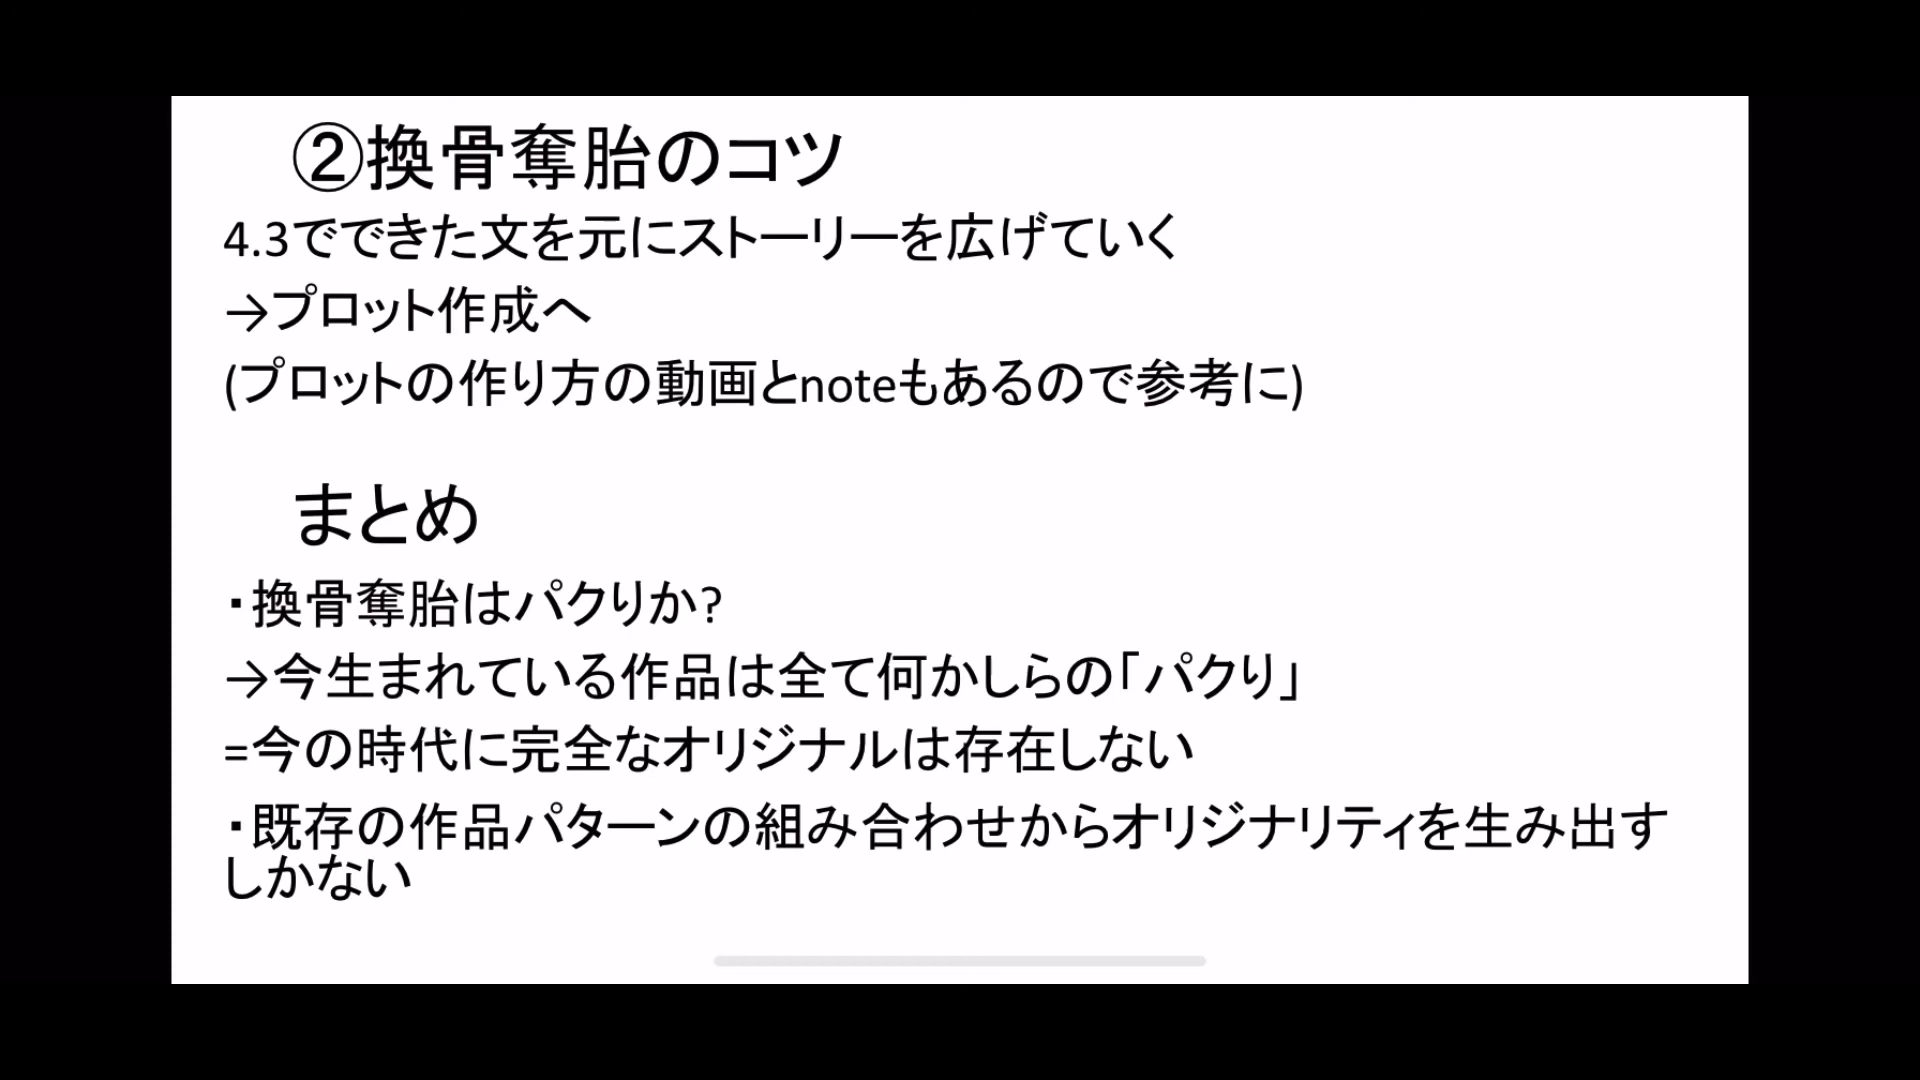 ②換骨奪胎のコツ
4.3でできた文を元にストーリーを広げていく
→プロット作成へ
(プロットの作り方の動画とnoteもあるので参考に)
まとめ
・換骨奪胎はパクりか?
→今生まれている作品は全て何かしらの「パクり」
=今の時代に完全なオリジナルは存在しない
・既存の作品パターンの組み合わせからオリジナリティを生み出す
しかない